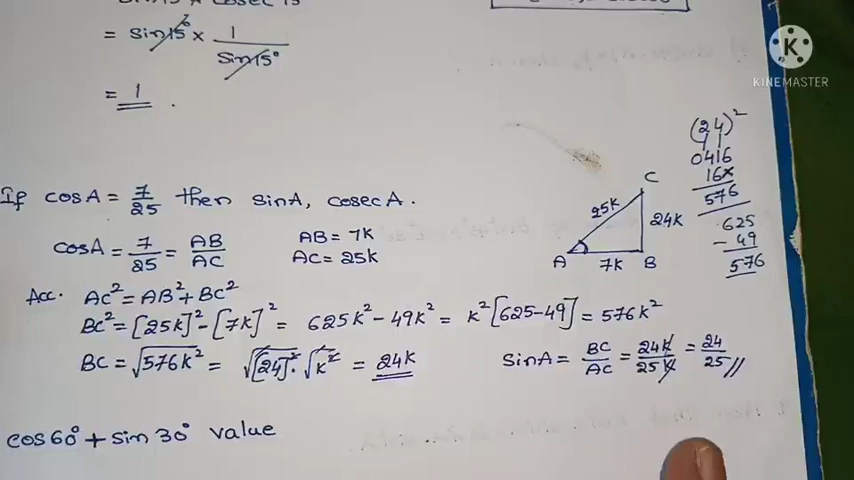 = sin15° × 1/sin15°
= 1 .
K
KINEMASTER
If cosA = 7/25 then sinA, cosecA.
cosA = 7/25 = AB/AC
AB = 7K
AC = 25K
Acc. AC² = AB² + BC²
BC² = [25K]² - [7K]² = 625K² - 49K² = K²[625-49] = 576K²
BC = √576K² = √[24]² · √K² = 24K
sinA = BC/AC = 24K/25K = 24/25 //
C
25K
24K
A
7K
B
(24)²
0416
16×
576
625
- 49
576
cos60° + sin30° value